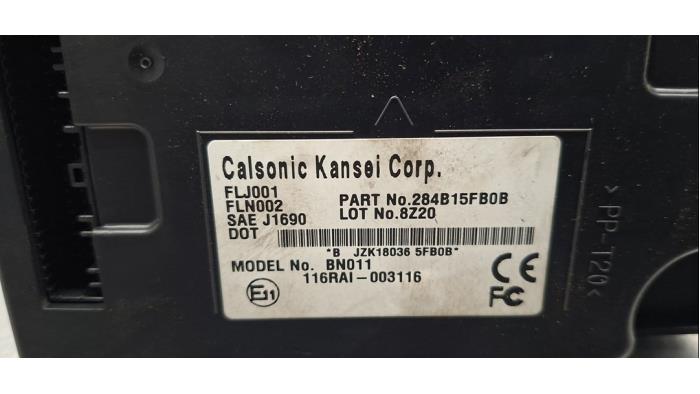 Calsonic Kansei Corp.
FLJ001
FLN002 PART No.284B15FB0B
SAE J1690 LOT No.8Z20
DOT
*B JZK18036 5FB0B*
MODEL No. BN011
116RAI-003116
E11
CE
FC
>PP-T20<